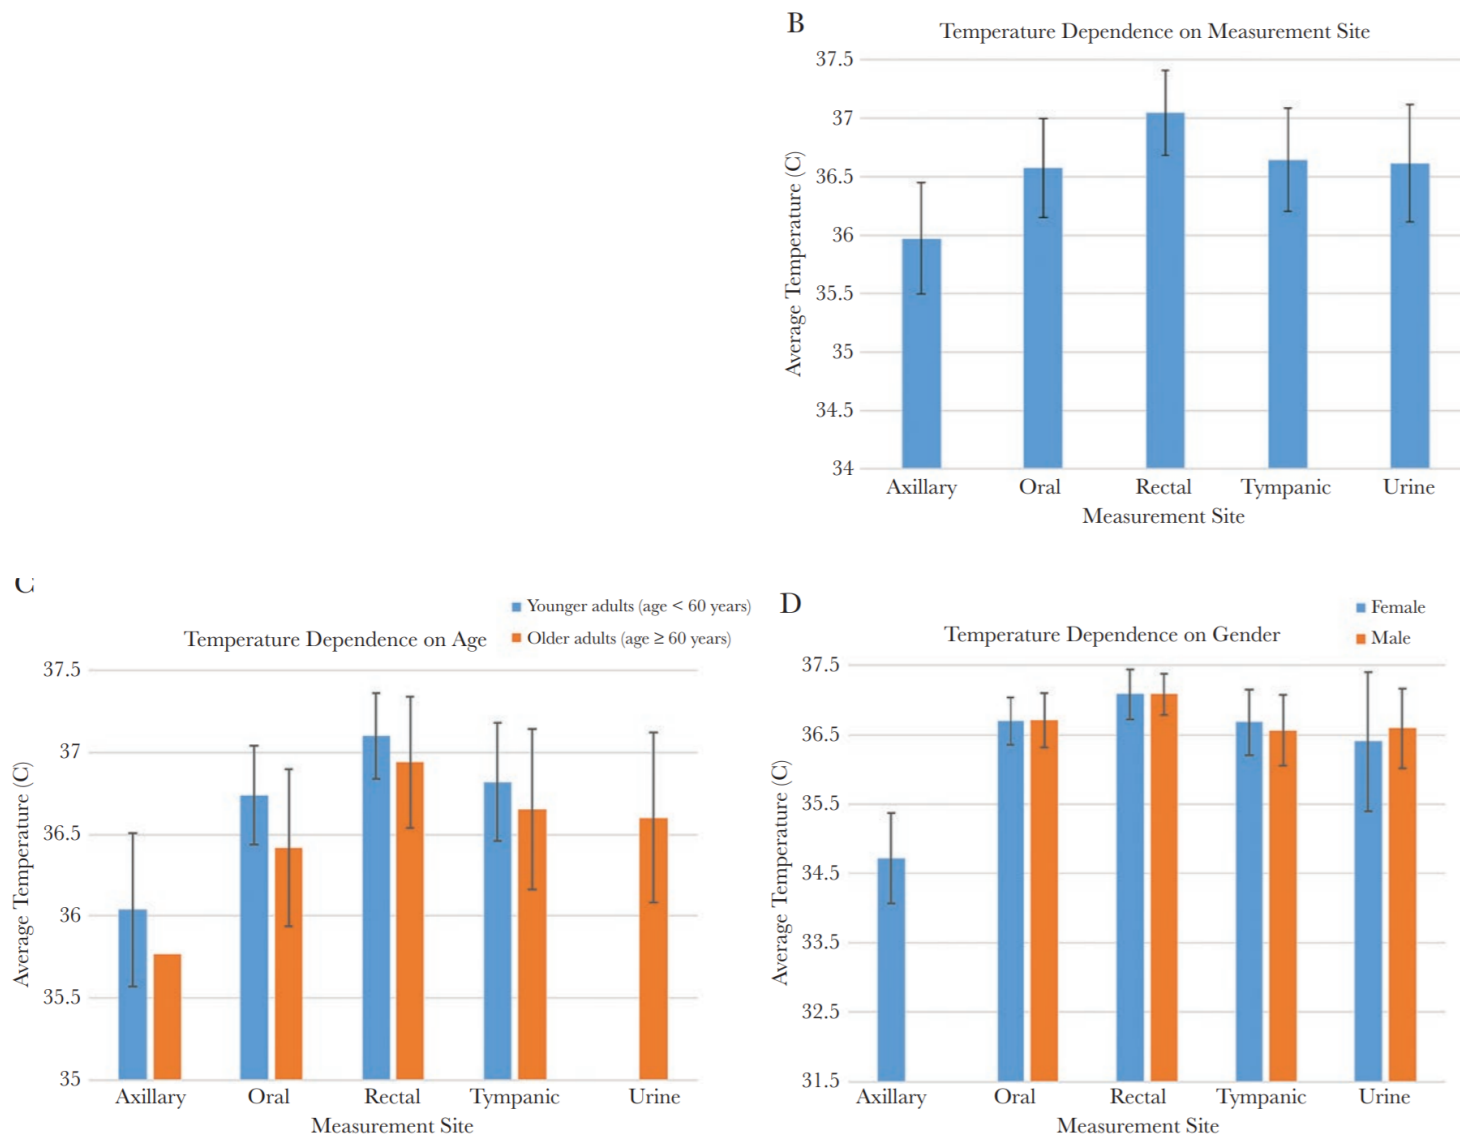 B
Temperature Dependence on Measurement Site
Average Temperature (C)
37.5
37
36.5
36
35.5
35
34.5
34
Axillary Oral Rectal Tympanic Urine
Measurement Site
C
Younger adults (age < 60 years)
Older adults (age ≥ 60 years)
Temperature Dependence on Age
Average Temperature (C)
37.5
37
36.5
36
35.5
35
Axillary Oral Rectal Tympanic Urine
Measurement Site
D
Female
Male
Temperature Dependence on Gender
Average Temperature (C)
37.5
36.5
35.5
34.5
33.5
32.5
31.5
Axillary Oral Rectal Tympanic Urine
Measurement Site